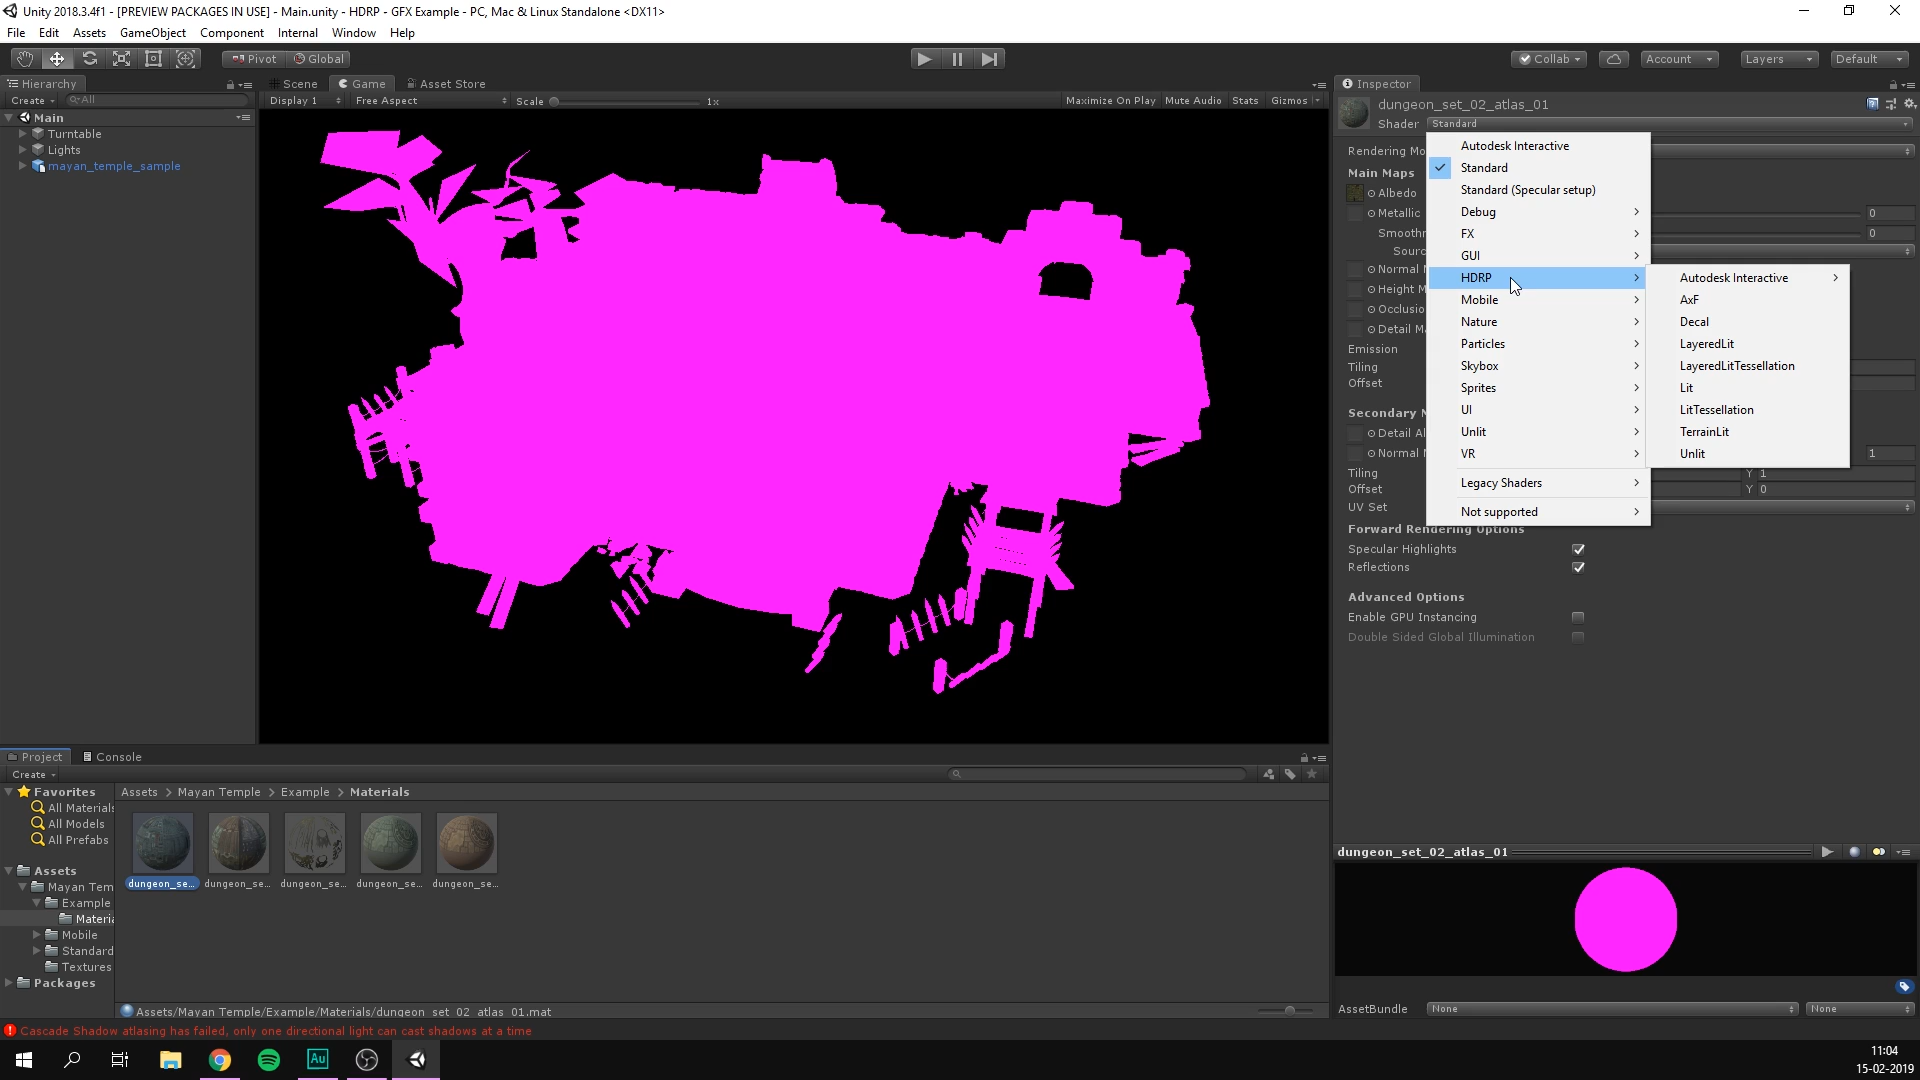 Unity 2018.3.4f1 - [PREVIEW PACKAGES IN USE] - Main.unity - HDRP - GFX Example - PC, Mac & Linux Standalone <DX11>
File Edit Assets GameObject Component Internal Window Help
Pivot Global Collab Account Layers Default
Hierarchy Scene Game Asset Store Inspector
Create All Display 1 Free Aspect Scale 1x Maximize On Play Mute Audio Stats Gizmos
dungeon_set_02_atlas_01
Shader Standard
Main
Turntable
Lights
mayan_temple_sample
Rendering Mo
Main Maps
Albedo
Metallic 0
Smoothn 0
Sourc
Normal
Height M
Occlusio
Detail Ma
Emission
Tiling
Offset
Secondary
Detail Al
Normal 1
Tiling Y 1
Offset Y 0
UV Set
Forward Rendering Options
Specular Highlights
Reflections
Advanced Options
Enable GPU Instancing
Double Sided Global Illumination
Autodesk Interactive
Standard
Standard (Specular setup)
Debug
FX
GUI
HDRP
Mobile
Nature
Particles
Skybox
Sprites
UI
Unlit
VR
Legacy Shaders
Not supported
Autodesk Interactive
AxF
Decal
LayeredLit
LayeredLitTessellation
Lit
LitTessellation
TerrainLit
Unlit
Project Console
Create
Favorites
All Materials
All Models
All Prefabs
Assets
Mayan Tem
Example
Materia
Mobile
Standard
Textures
Packages
Assets > Mayan Temple > Example > Materials
dungeon_se... dungeon_se... dungeon_se... dungeon_se... dungeon_se...
Assets/Mayan Temple/Example/Materials/dungeon_set_02_atlas_01.mat
dungeon_set_02_atlas_01
AssetBundle None None
Cascade Shadow atlasing has failed, only one directional light can cast shadows at a time
Au
11:04
15-02-2019